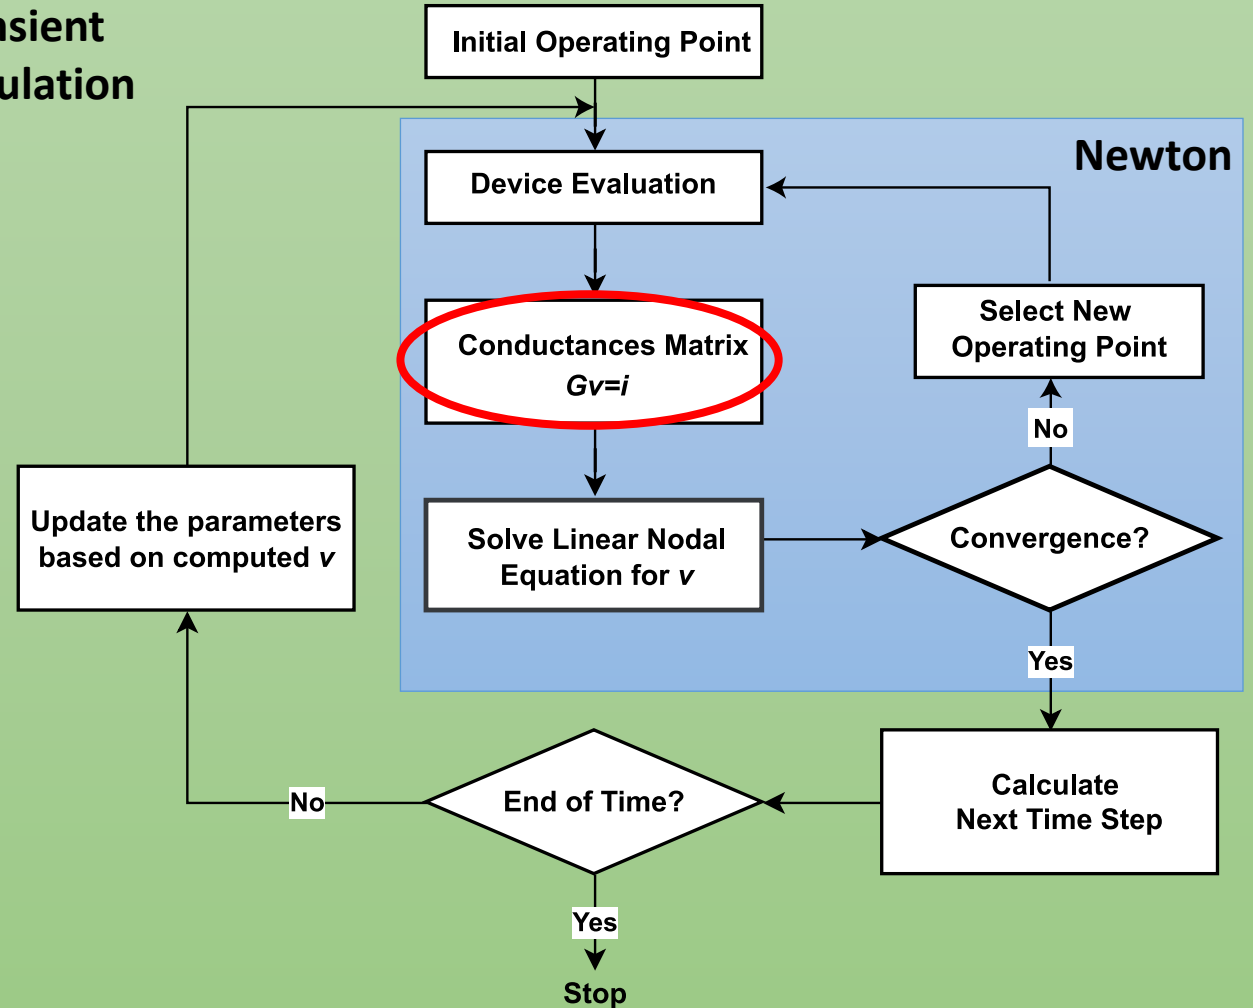 nsient
ulation
Initial Operating Point
Newton
Device Evaluation
Conductances Matrix
Gv=i
Select New
Operating Point
No
Update the parameters
based on computed v
Solve Linear Nodal
Equation for v
Convergence?
Yes
No
End of Time?
Calculate
Next Time Step
Yes
Stop